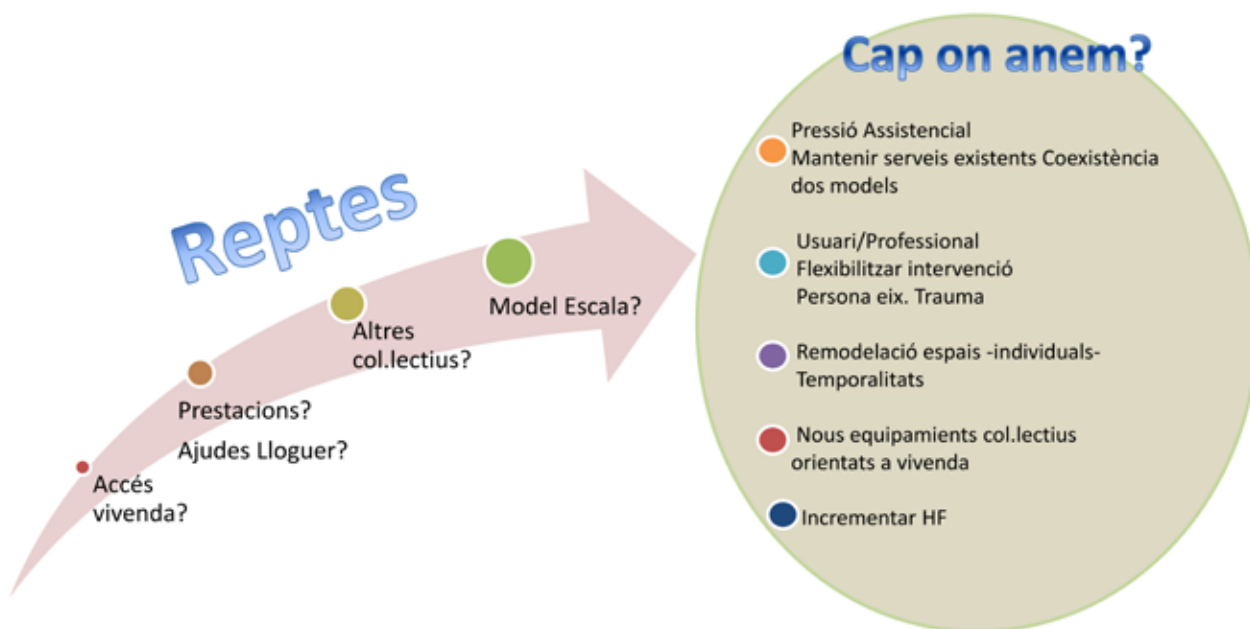 Reptes
Accés
vivenda?
Prestacions?
Ajudes Lloguer?
Altres
col.lectius?
Model Escala?
Cap on anem?
Pressió Assistencial
Mantenir serveis existents Coexistència
dos models
Usuari/Professional
Flexibilitzar intervenció
Persona eix. Trauma
Remodelació espais -individuals-
Temporalitats
Nous equipamients col.lectius
orientats a vivenda
Incrementar HF